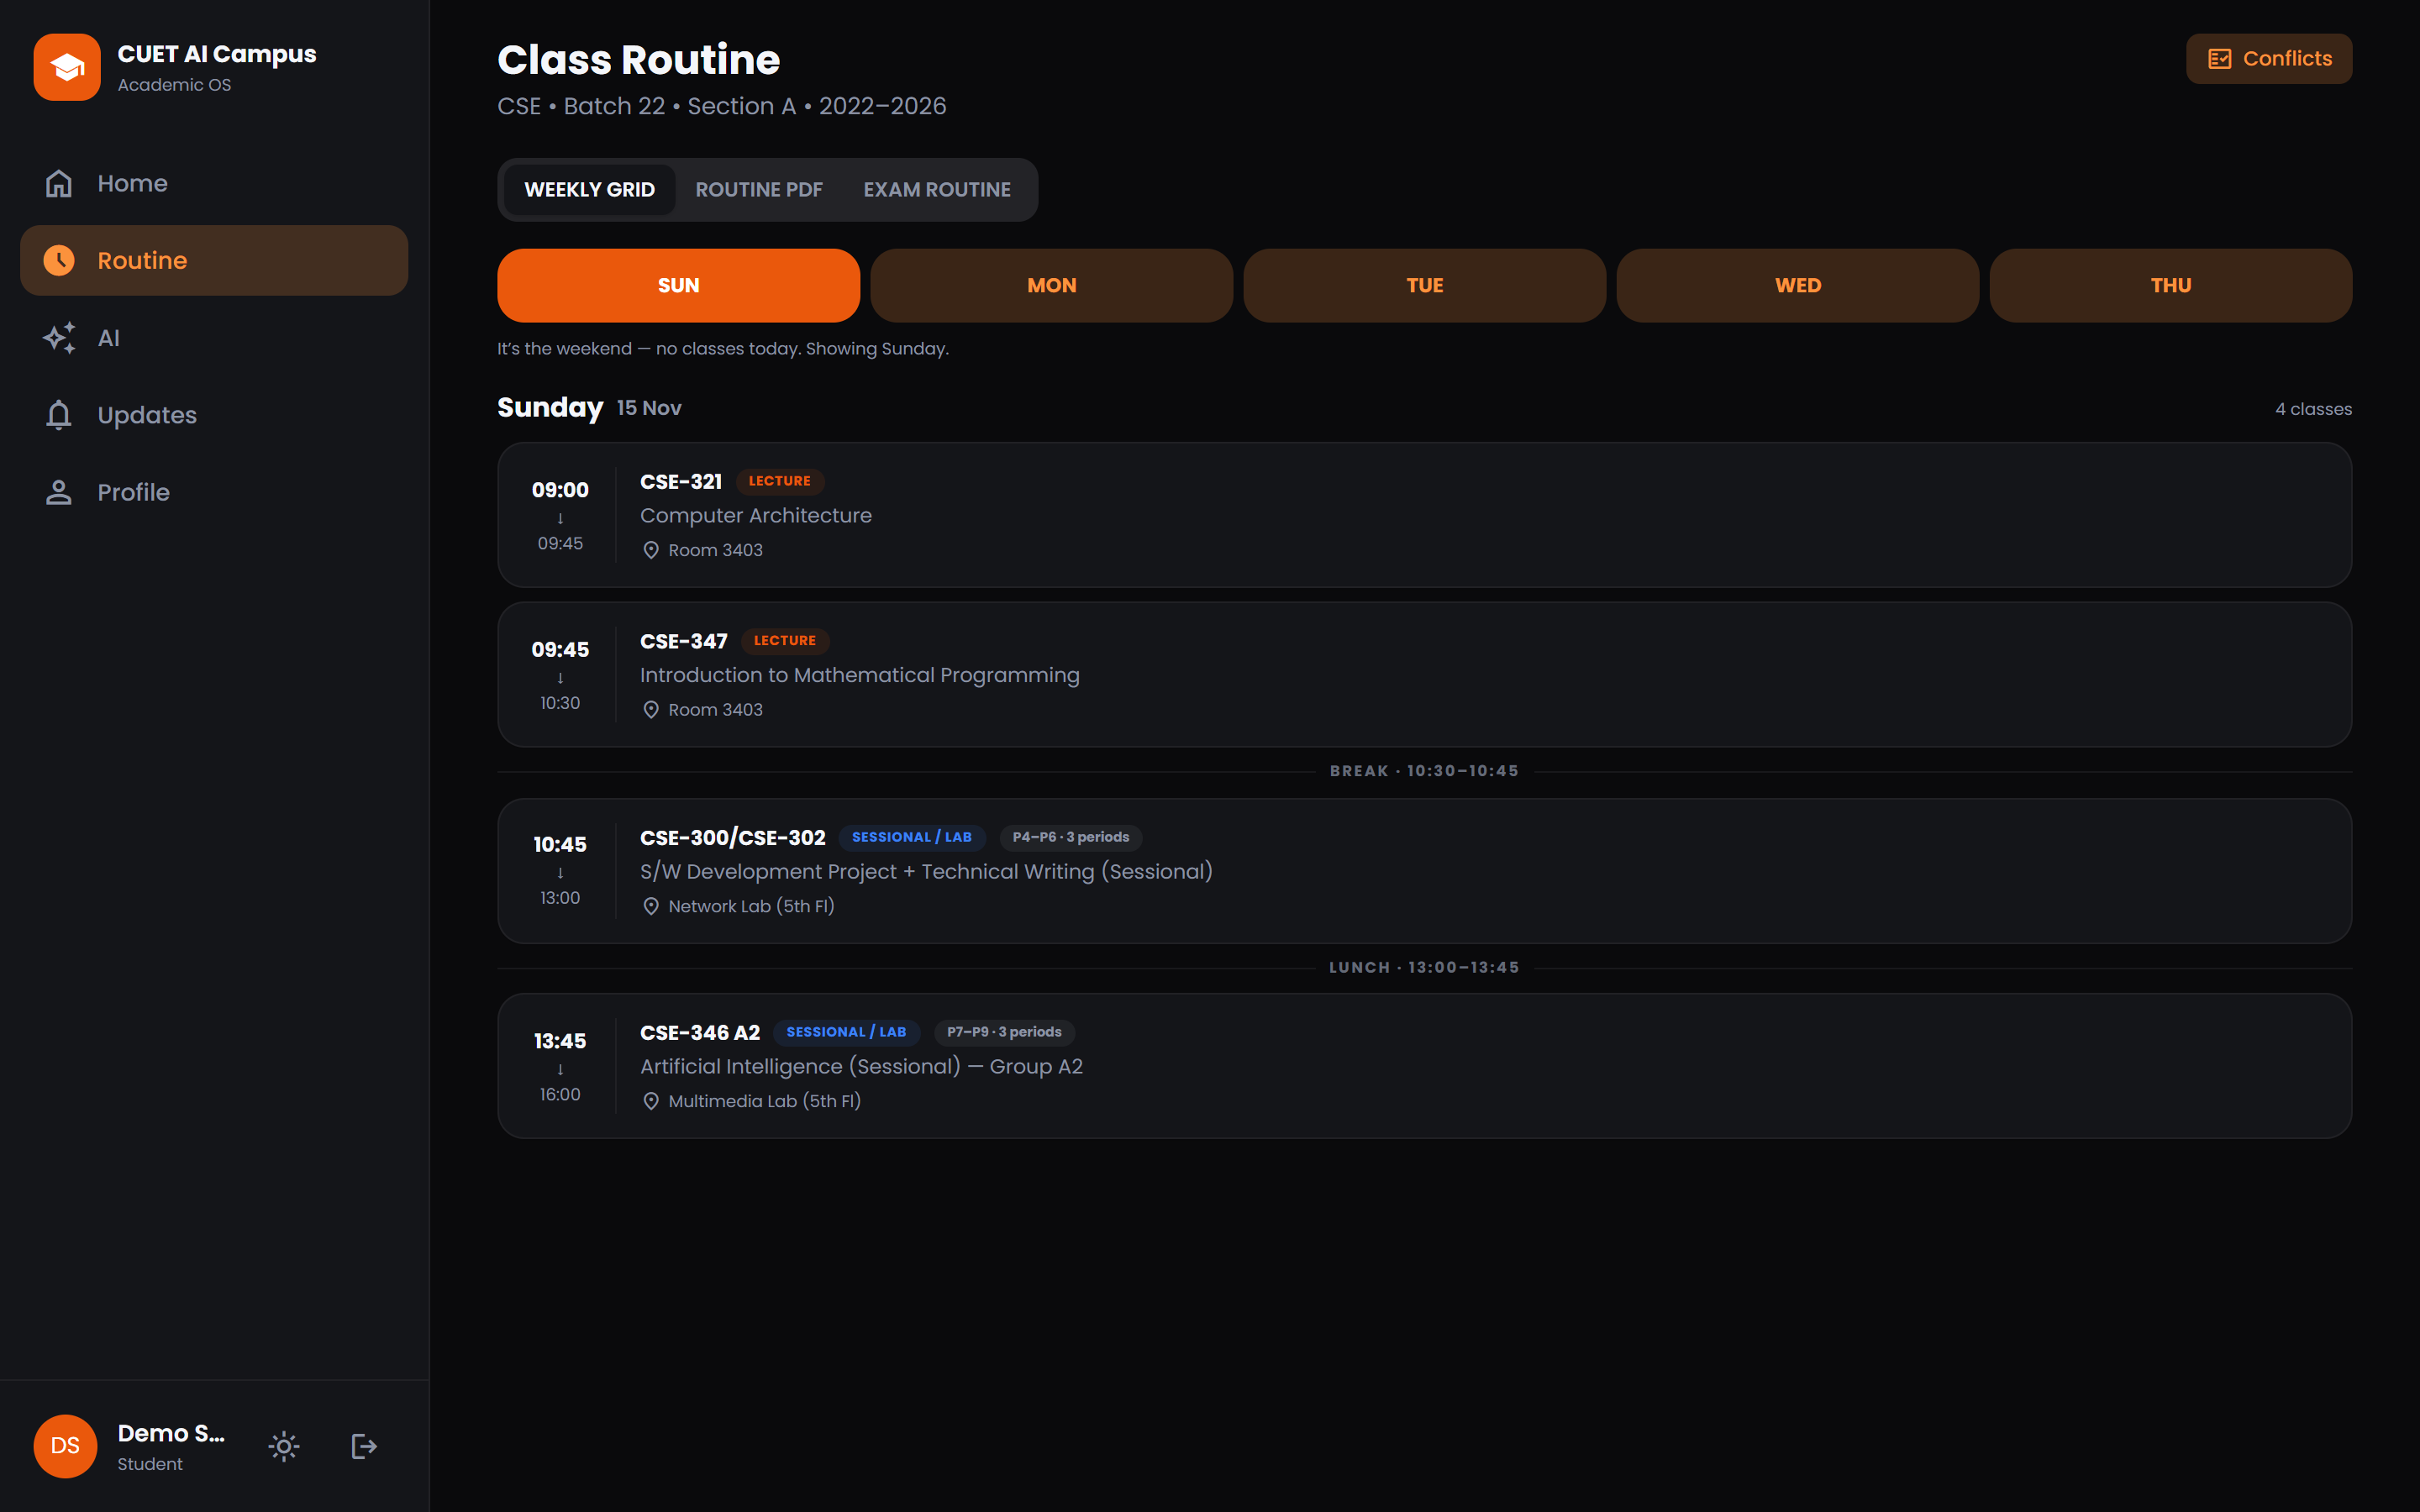 CUET AI Campus
Academic OS
Home
Routine
AI
Updates
Profile
DS
Demo S...
Student
Class Routine
CSE • Batch 22 • Section A • 2022–2026
Conflicts
WEEKLY GRID
ROUTINE PDF
EXAM ROUTINE
SUN
MON
TUE
WED
THU
It's the weekend — no classes today. Showing Sunday.
Sunday 15 Nov
4 classes
09:00
↓
09:45
CSE-321 LECTURE
Computer Architecture
Room 3403
09:45
↓
10:30
CSE-347 LECTURE
Introduction to Mathematical Programming
Room 3403
BREAK · 10:30–10:45
10:45
↓
13:00
CSE-300/CSE-302 SESSIONAL / LAB P4–P6 · 3 periods
S/W Development Project + Technical Writing (Sessional)
Network Lab (5th Fl)
LUNCH · 13:00–13:45
13:45
↓
16:00
CSE-346 A2 SESSIONAL / LAB P7–P9 · 3 periods
Artificial Intelligence (Sessional) — Group A2
Multimedia Lab (5th Fl)